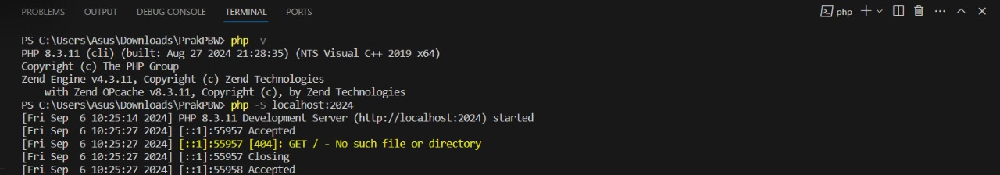 PROBLEMS OUTPUT DEBUG CONSOLE TERMINAL PORTS php
PS C:\Users\Asus\Downloads\PrakPBW> php -v
PHP 8.3.11 (cli) (built: Aug 27 2024 21:28:35) (NTS Visual C++ 2019 x64)
Copyright (c) The PHP Group
Zend Engine v4.3.11, Copyright (c) Zend Technologies
    with Zend OPcache v8.3.11, Copyright (c), by Zend Technologies
PS C:\Users\Asus\Downloads\PrakPBW> php -S localhost:2024
[Fri Sep  6 10:25:14 2024] PHP 8.3.11 Development Server (http://localhost:2024) started
[Fri Sep  6 10:25:27 2024] [::1]:55957 Accepted
[Fri Sep  6 10:25:27 2024] [::1]:55957 [404]: GET / - No such file or directory
[Fri Sep  6 10:25:27 2024] [::1]:55957 Closing
[Fri Sep  6 10:25:27 2024] [::1]:55958 Accepted